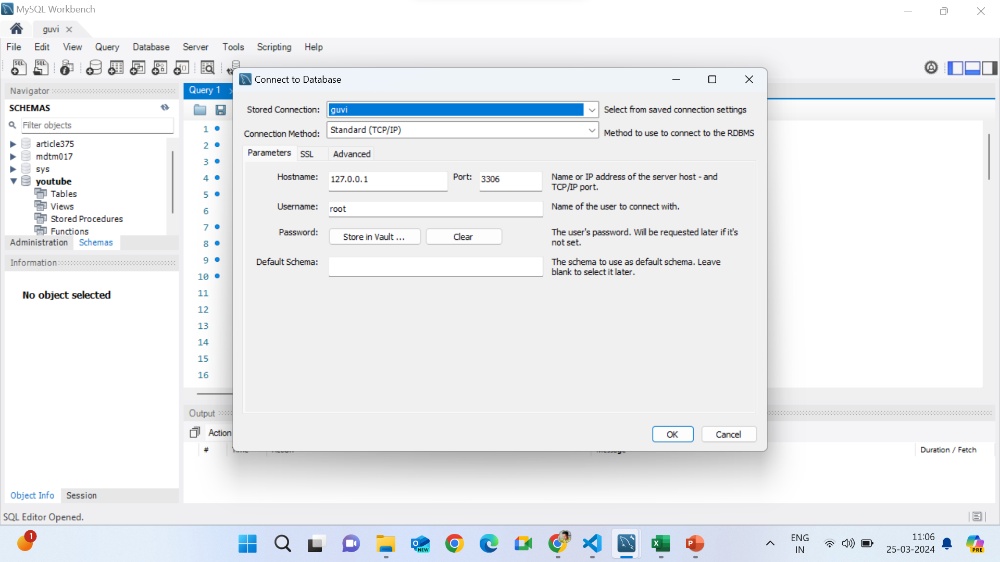 MySQL Workbench
guvi
File Edit View Query Database Server Tools Scripting Help
Connect to Database
Navigator
SCHEMAS
Filter objects
article375
mdtm017
sys
youtube
Tables
Views
Stored Procedures
Functions
Administration Schemas
Information
No object selected
Object Info Session
SQL Editor Opened.
Query 1
1
2
3
4
5
6
7
8
9
10
11
12
13
14
15
16
Stored Connection: guvi Select from saved connection settings
Connection Method: Standard (TCP/IP) Method to use to connect to the RDBMS
Parameters SSL Advanced
Hostname: 127.0.0.1 Port: 3306 Name or IP address of the server host - and
TCP/IP port.
Username: root Name of the user to connect with.
Password: Store in Vault ... Clear The user's password. Will be requested later if it's
not set.
Default Schema: The schema to use as default schema. Leave
blank to select it later.
OK Cancel
Output
Action
# Duration / Fetch
1
NEW
ENG
IN
11:06
25-03-2024
PRE